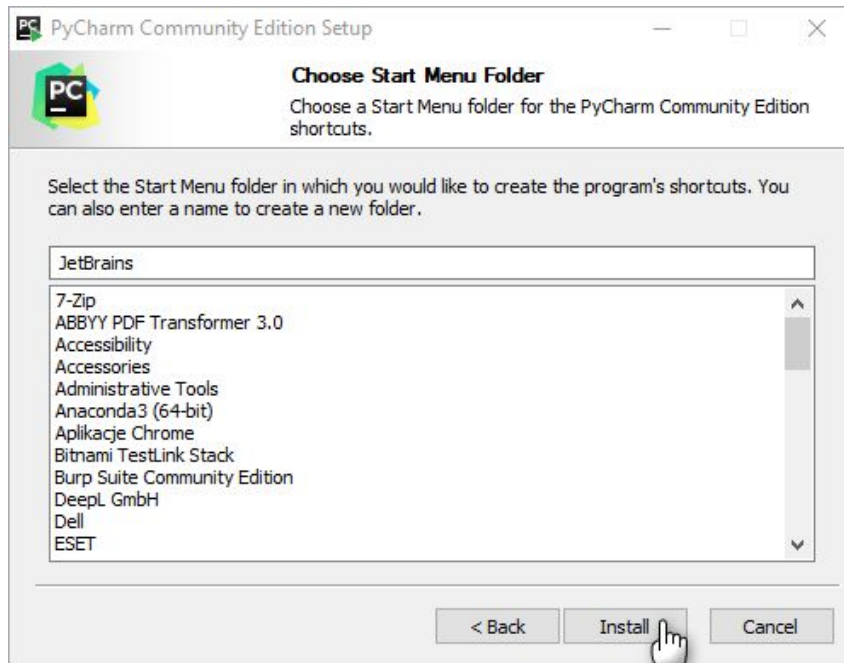 PyCharm Community Edition Setup
PC
Choose Start Menu Folder
Choose a Start Menu folder for the PyCharm Community Edition
shortcuts.
Select the Start Menu folder in which you would like to create the program's shortcuts. You
can also enter a name to create a new folder.
JetBrains
7-Zip
ABBYY PDF Transformer 3.0
Accessibility
Accessories
Administrative Tools
Anaconda3 (64-bit)
Aplikacje Chrome
Bitnami TestLink Stack
Burp Suite Community Edition
DeepL GmbH
Dell
ESET
< Back
Install
Cancel